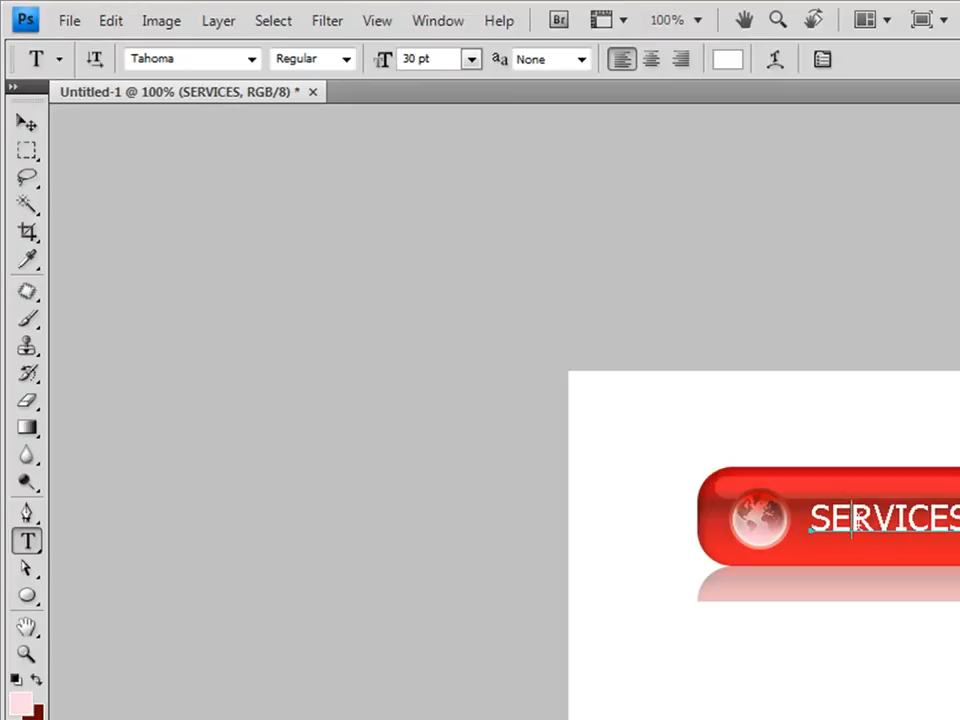 Ps File Edit Image Layer Select Filter View Window Help Br 100%
T T Tahoma Regular T 30 pt aa None
Untitled-1 @ 100% (SERVICES, RGB/8) * ×
T
SERVICES